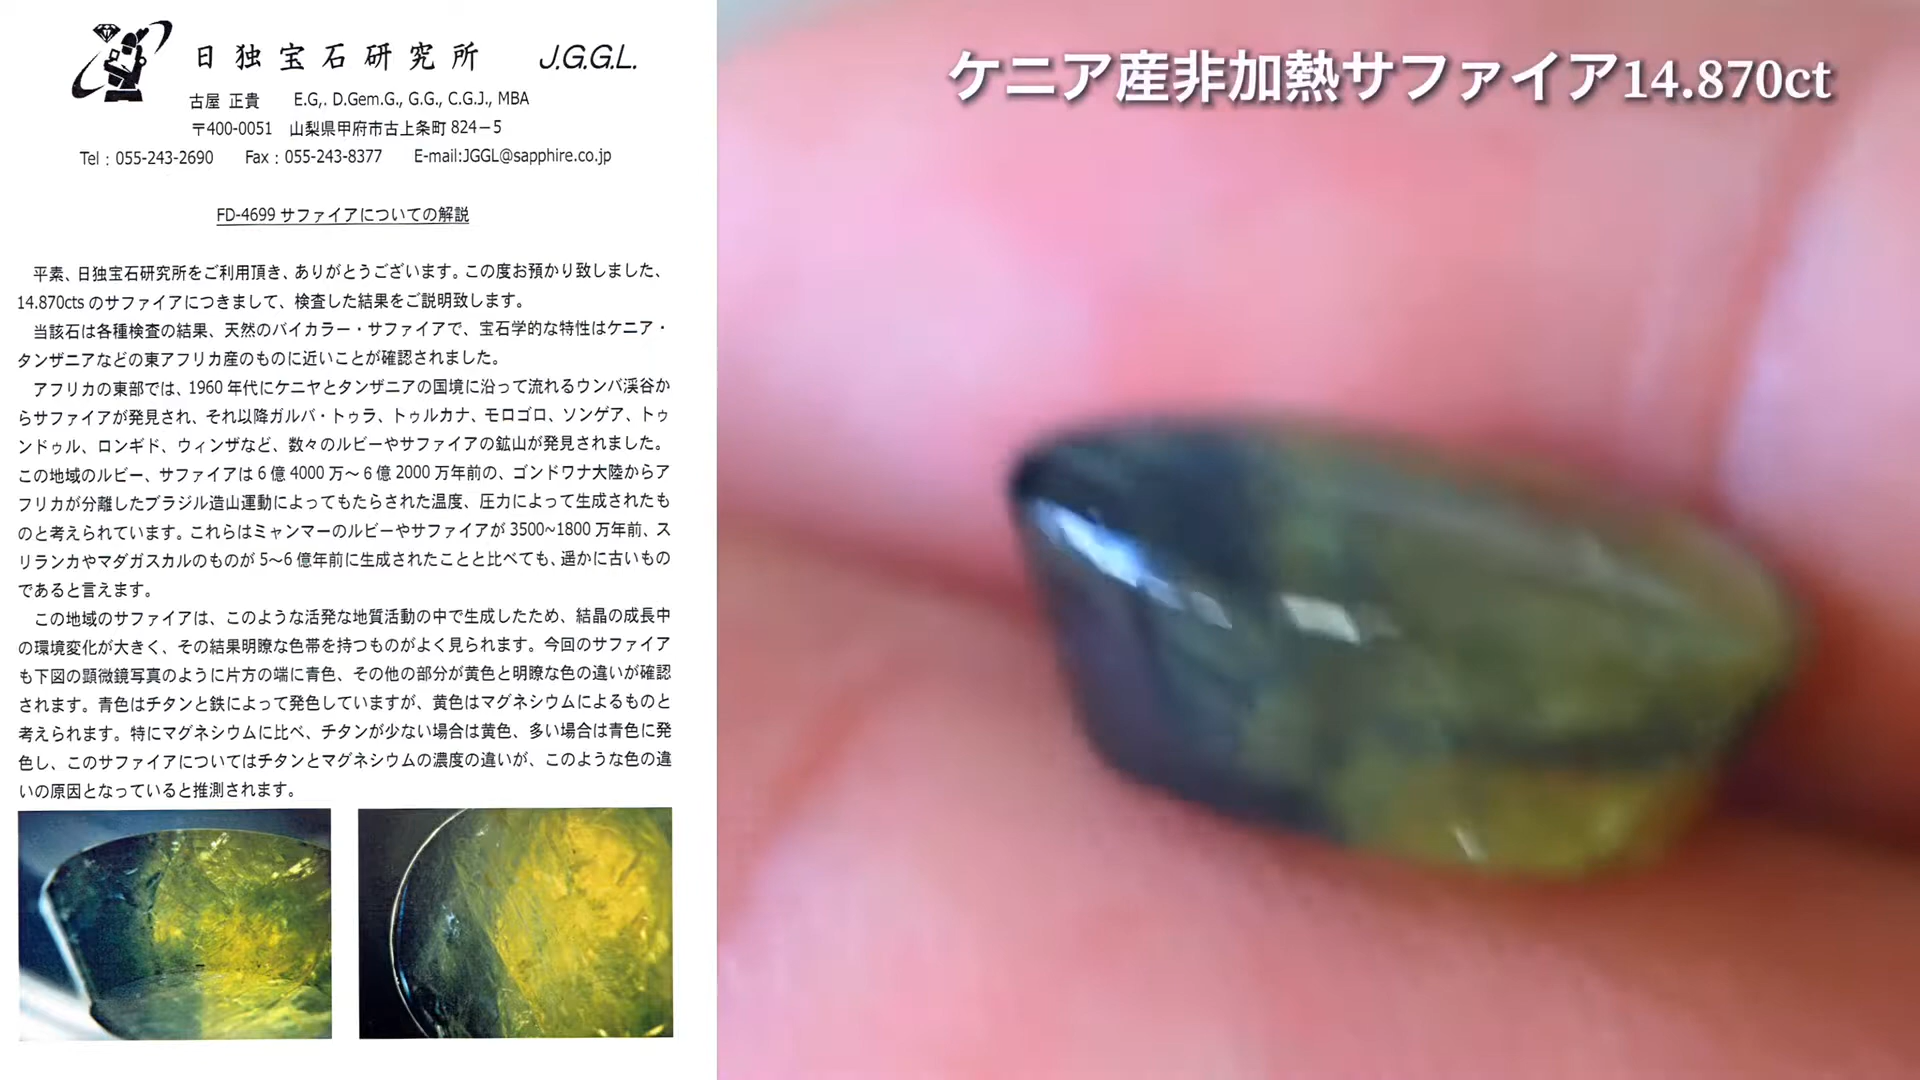 日独宝石研究所 J.G.G.L.
古屋 正貴 E.G,. D.Gem.G., G.G., C.G.J., MBA
〒400-0051 山梨県甲府市古上条町 824－5
Tel : 055-243-2690 Fax : 055-243-8377 E-mail:JGGL@sapphire.co.jp
FD-4699 サファイアについての解説
平素、日独宝石研究所をご利用頂き、ありがとうございます。この度お預かり致しました、
14.870cts のサファイアにつきまして、検査した結果をご説明致します。
当該石は各種検査の結果、天然のバイカラー・サファイアで、宝石学的な特性はケニア・
タンザニアなどの東アフリカ産のものに近いことが確認されました。
アフリカの東部では、1960 年代にケニヤとタンザニアの国境に沿って流れるウンバ渓谷か
らサファイアが発見され、それ以降ガルバ・トゥラ、トゥルカナ、モロゴロ、ソンゲア、トゥ
ンドゥル、ロンギド、ウィンザなど、数々のルビーやサファイアの鉱山が発見されました。
この地域のルビー、サファイアは 6 億 4000 万～6 億 2000 万年前の、ゴンドワナ大陸からア
フリカが分離したブラジル造山運動によってもたらされた温度、圧力によって生成されたも
のと考えられています。これらはミャンマーのルビーやサファイアが 3500~1800 万年前、ス
リランカやマダガスカルのものが 5～6 億年前に生成されたことと比べても、遥かに古いもの
であると言えます。
この地域のサファイアは、このような活発な地質活動の中で生成したため、結晶の成長中
の環境変化が大きく、その結果明瞭な色帯を持つものがよく見られます。今回のサファイア
も下図の顕微鏡写真のように片方の端に青色、その他の部分が黄色と明瞭な色の違いが確認
されます。青色はチタンと鉄によって発色していますが、黄色はマグネシウムによるものと
考えられます。特にマグネシウムに比べ、チタンが少ない場合は黄色、多い場合は青色に発
色し、このサファイアについてはチタンとマグネシウムの濃度の違いが、このような色の違
いの原因となっていると推測されます。
ケニア産非加熱サファイア14.870ct